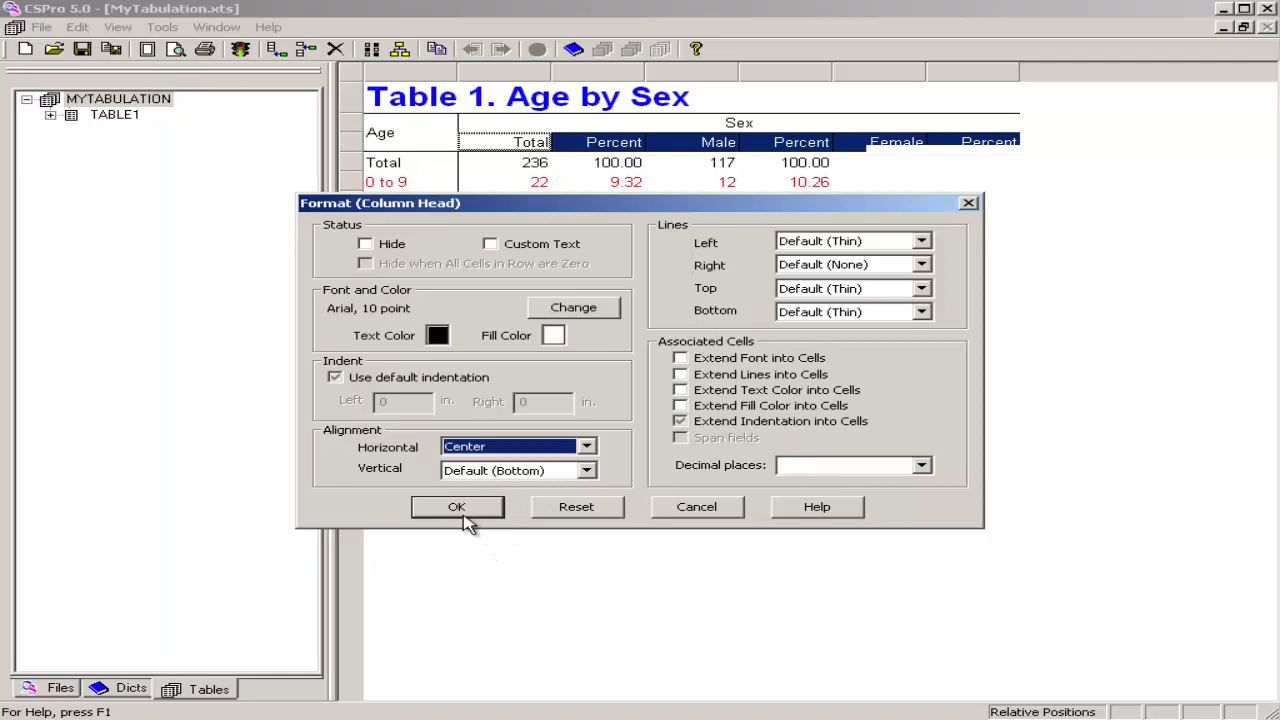 CSPro 5.0 - [MyTabulation.xts]
File Edit View Tools Window Help
MYTABULATION
TABLE1
Table 1. Age by Sex
Age
Sex
Total Percent Male Percent Female Percent
Total 236 100.00 117 100.00
0 to 9 22 9.32 12 10.26
Format (Column Head)
Status
Hide Custom Text
Hide when All Cells in Row are Zero
Font and Color
Arial, 10 point Change
Text Color Fill Color
Indent
Use default indentation
Left 0 in. Right 0 in.
Alignment
Horizontal Center
Vertical Default (Bottom)
Lines
Left Default (Thin)
Right Default (None)
Top Default (Thin)
Bottom Default (Thin)
Associated Cells
Extend Font into Cells
Extend Lines into Cells
Extend Text Color into Cells
Extend Fill Color into Cells
Extend Indentation into Cells
Span fields
Decimal places:
OK Reset Cancel Help
Files Dicts Tables
For Help, press F1 Relative Positions